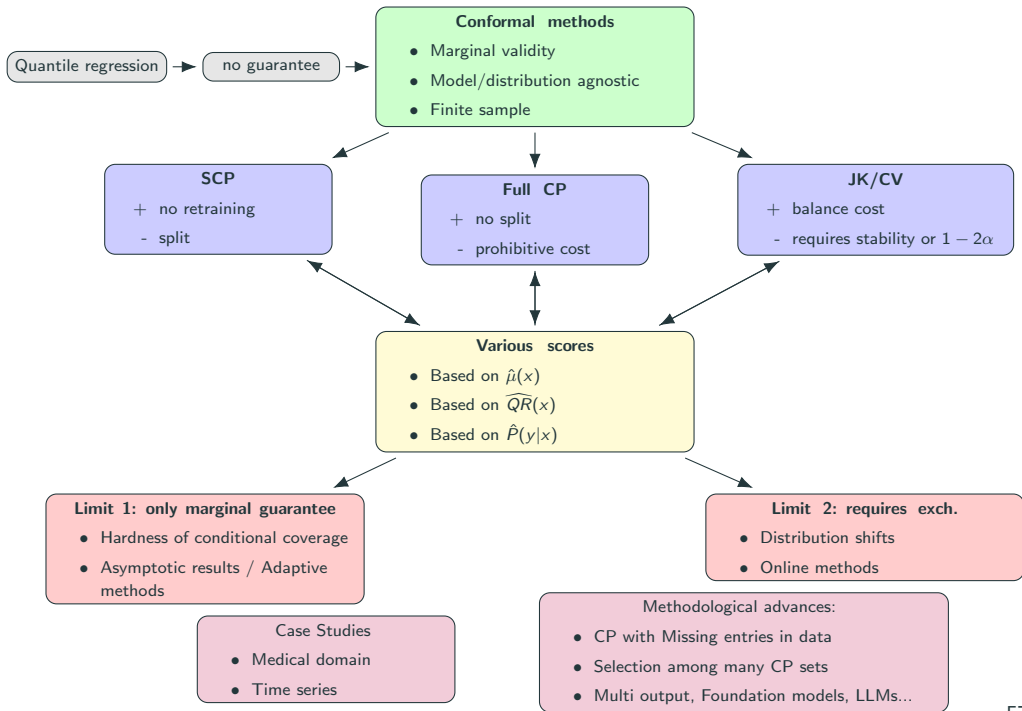 Conformal methods
• Marginal validity
• Model/distribution agnostic
• Finite sample
Quantile regression
no guarantee
SCP
+ no retraining
- split
Full CP
+ no split
- prohibitive cost
JK/CV
+ balance cost
- requires stability or 1 − 2α
Various scores
• Based on μ̂(x)
• Based on \widehat{QR}(x)
• Based on P̂(y|x)
Limit 1: only marginal guarantee
• Hardness of conditional coverage
• Asymptotic results / Adaptive
methods
Limit 2: requires exch.
• Distribution shifts
• Online methods
Case Studies
• Medical domain
• Time series
Methodological advances:
• CP with Missing entries in data
• Selection among many CP sets
• Multi output, Foundation models, LLMs...